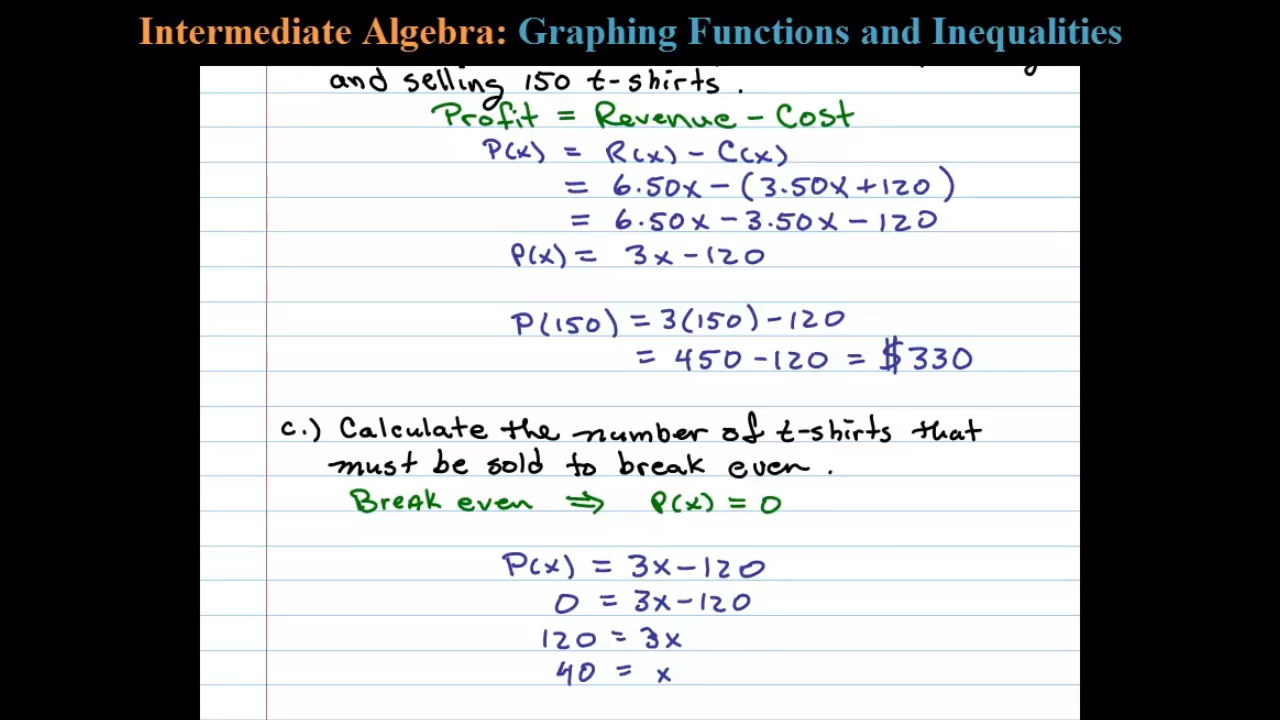 Intermediate Algebra: Graphing Functions and Inequalities
and selling 150 t-shirts.
Profit = Revenue - Cost
P(x) = R(x) - C(x)
= 6.50x - (3.50x + 120)
= 6.50x - 3.50x - 120
P(x) = 3x - 120
P(150) = 3(150) - 120
= 450 - 120 = $330
c.) Calculate the number of t-shirts that
must be sold to break even.
Break even ⇒ P(x) = 0
P(x) = 3x - 120
0 = 3x - 120
120 = 3x
40 = x